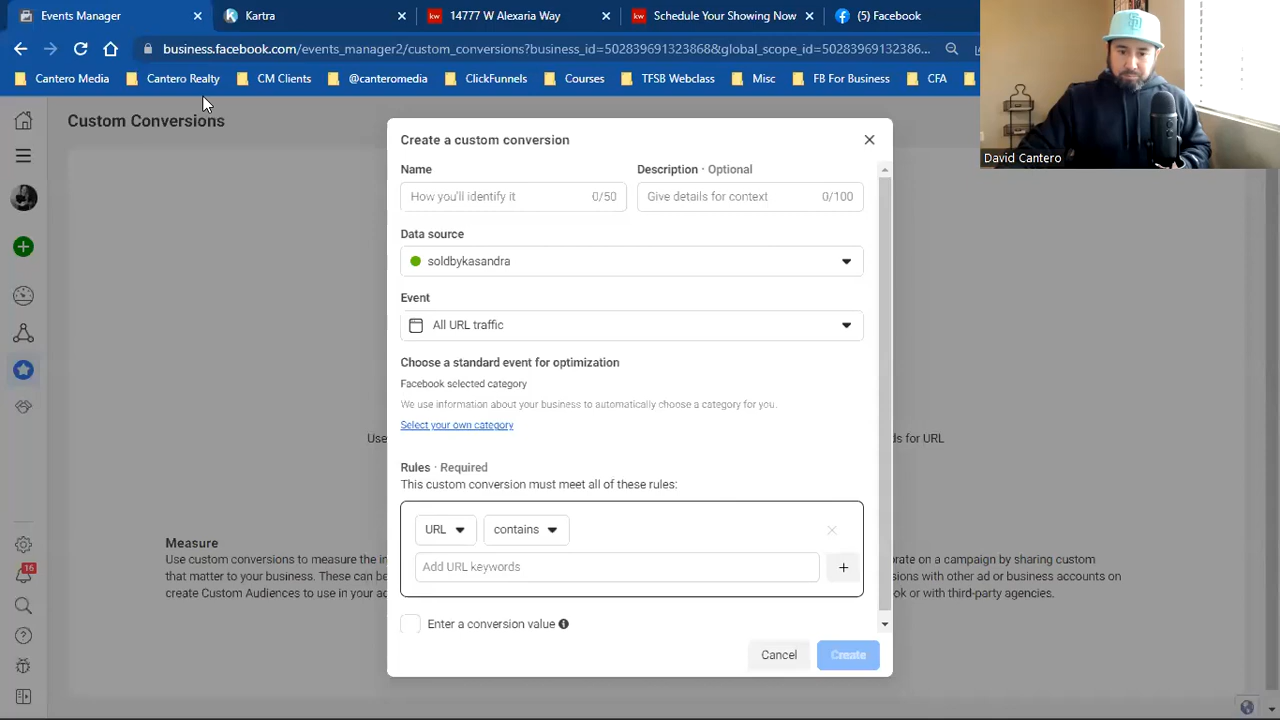 Events Manager
Kartra
14777 W Alexaria Way
Schedule Your Showing Now
(5) Facebook
business.facebook.com/events_manager2/custom_conversions?business_id=502839691323868&global_scope_id=50283969132386...
Cantero Media
Cantero Realty
CM Clients
@canteromedia
ClickFunnels
Courses
TFSB Webclass
Misc
FB For Business
CFA
David Cantero
Custom Conversions
Create a custom conversion
Name
Description · Optional
How you'll identify it
0/50
Give details for context
0/100
Data source
soldbykasandra
Event
All URL traffic
Choose a standard event for optimization
Facebook selected category
We use information about your business to automatically choose a category for you.
Select your own category
Use
ds for URL
Rules · Required
This custom conversion must meet all of these rules:
URL
contains
Add URL keywords
Enter a conversion value
Cancel
Create
Measure
Use custom conversions to measure the in
that matter to your business. These can be
create Custom Audiences to use in your ad
orate on a campaign by sharing custom
sions with other ad or business accounts on
ok or with third-party agencies.
16